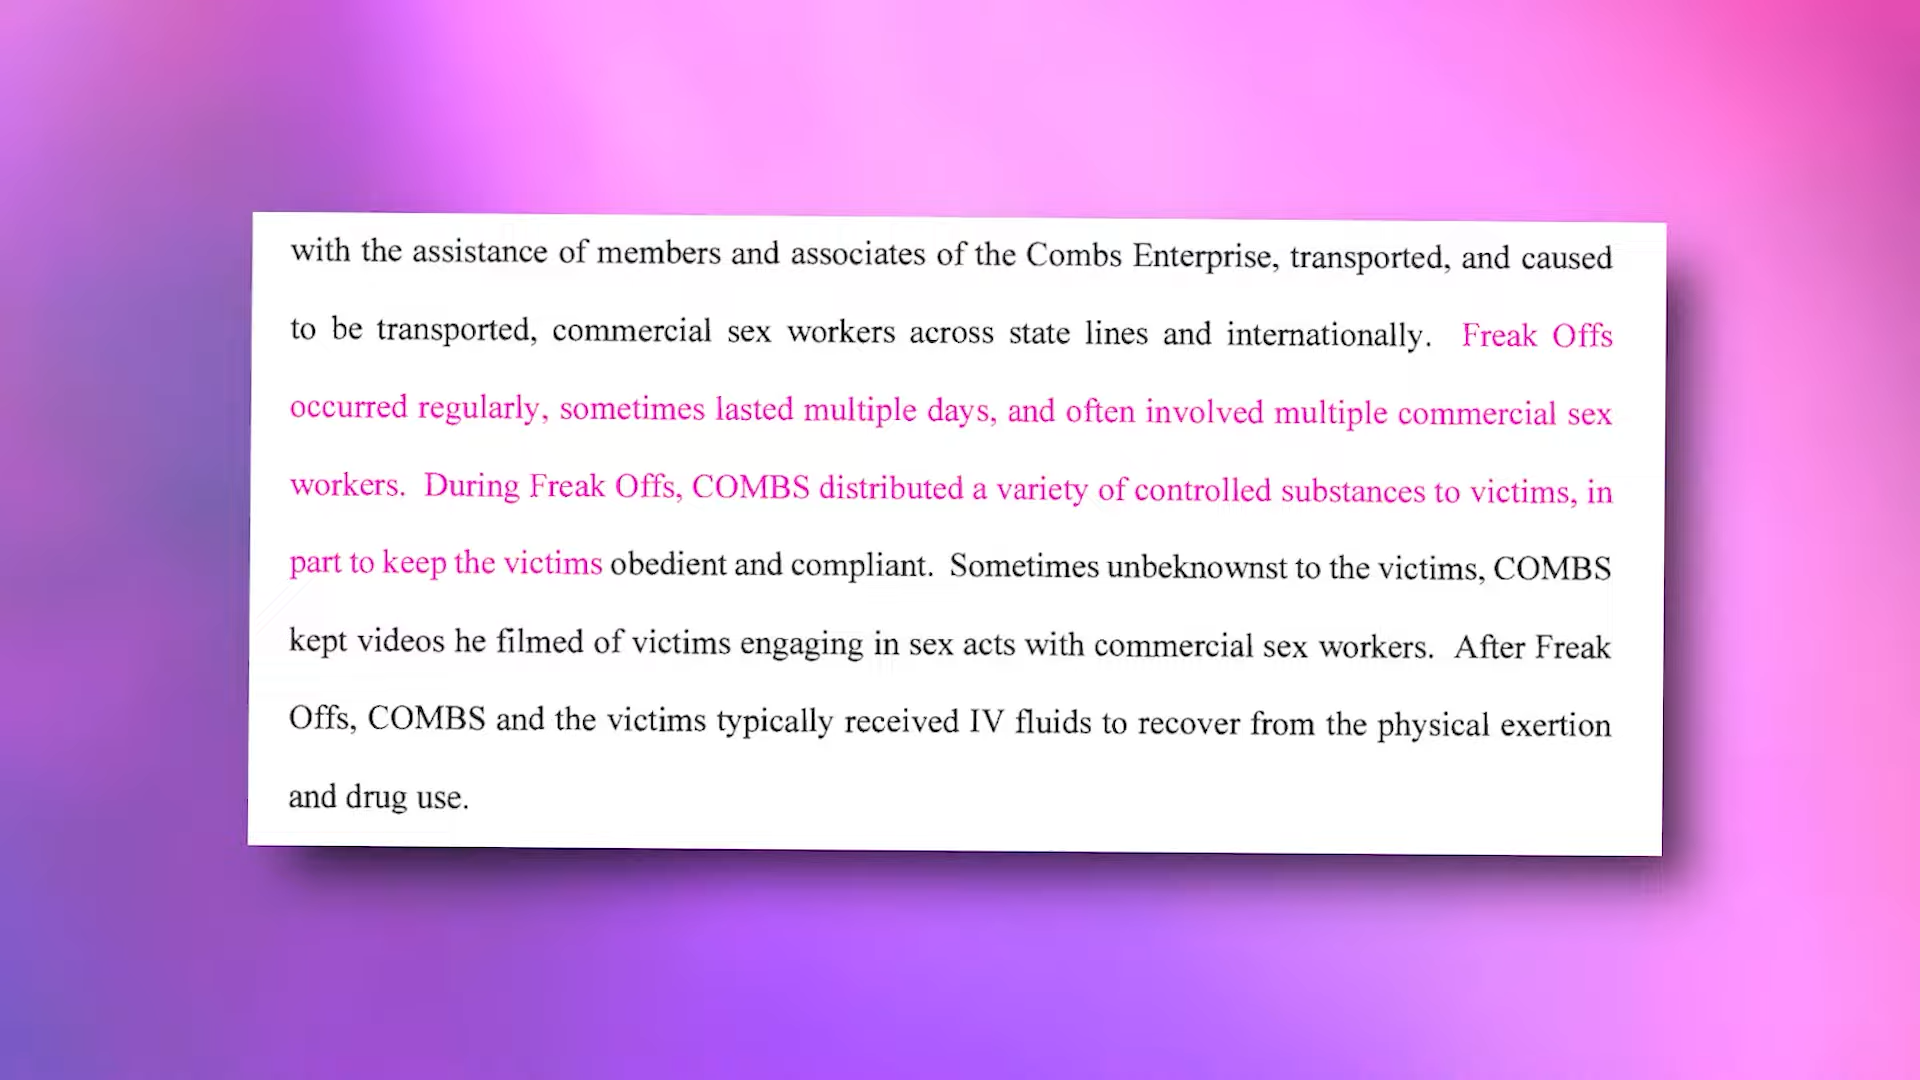 with the assistance of members and associates of the Combs Enterprise, transported, and caused
to be transported, commercial sex workers across state lines and internationally. Freak Offs
occurred regularly, sometimes lasted multiple days, and often involved multiple commercial sex
workers. During Freak Offs, COMBS distributed a variety of controlled substances to victims, in
part to keep the victims obedient and compliant. Sometimes unbeknownst to the victims, COMBS
kept videos he filmed of victims engaging in sex acts with commercial sex workers. After Freak
Offs, COMBS and the victims typically received IV fluids to recover from the physical exertion
and drug use.